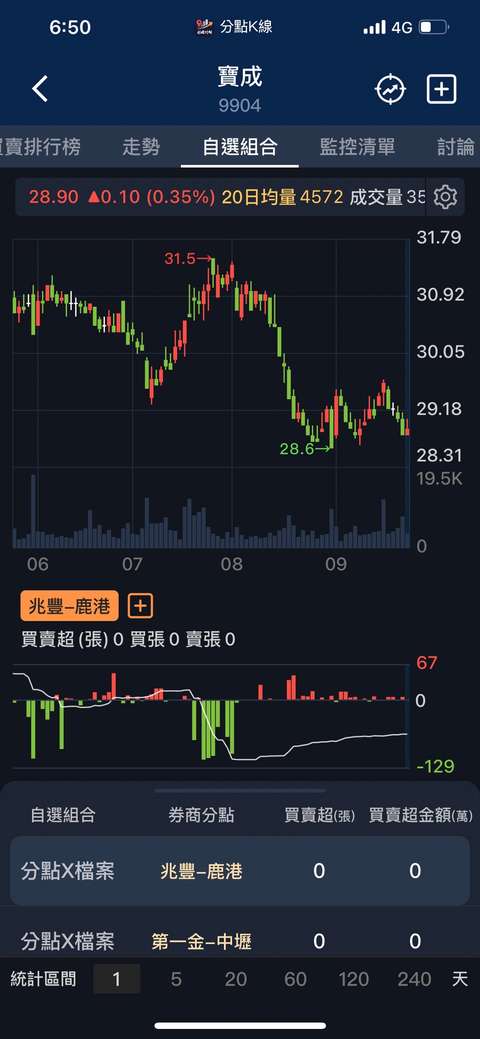 6:50
分點K線
4G
寶成
9904
買賣排行榜 走勢 自選組合 監控清單 討論
28.90 ▲0.10 (0.35%) 20日均量 4572 成交量 35
31.79
31.5→
30.92
30.05
29.18
28.6→
28.31
19.5K
0
06 07 08 09
兆豐-鹿港
買賣超 (張) 0 買張 0 賣張 0
67
0
-129
自選組合 券商分點 買賣超(張) 買賣超金額(萬)
分點X檔案 兆豐-鹿港 0 0
分點X檔案 第一金-中壢 0 0
統計區間 1 5 20 60 120 240 天